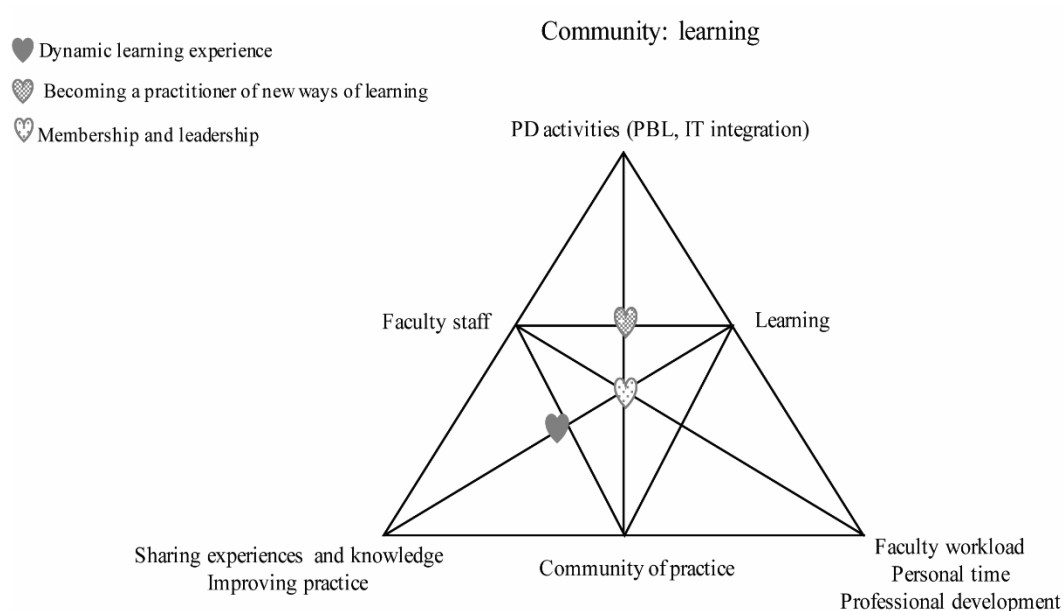 Community: learning
Dynamic learning experience
Becoming a practitioner of new ways of learning
Membership and leadership
PD activities (PBL, IT integration)
Faculty staff
Learning
Sharing experiences and knowledge
Improving practice
Community of practice
Faculty workload
Personal time
Professional development